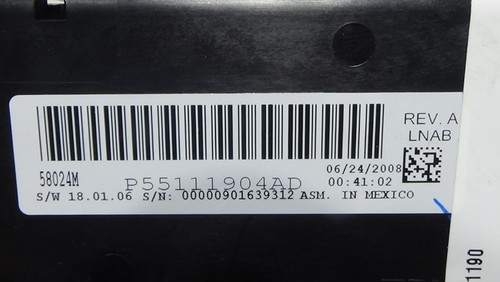 REV. A
LNAB
58024M
P55111904AD
06/24/2008
00:41:02
S/W 18.01.06 S/N: 00000901639312 ASM. IN MEXICO
1190